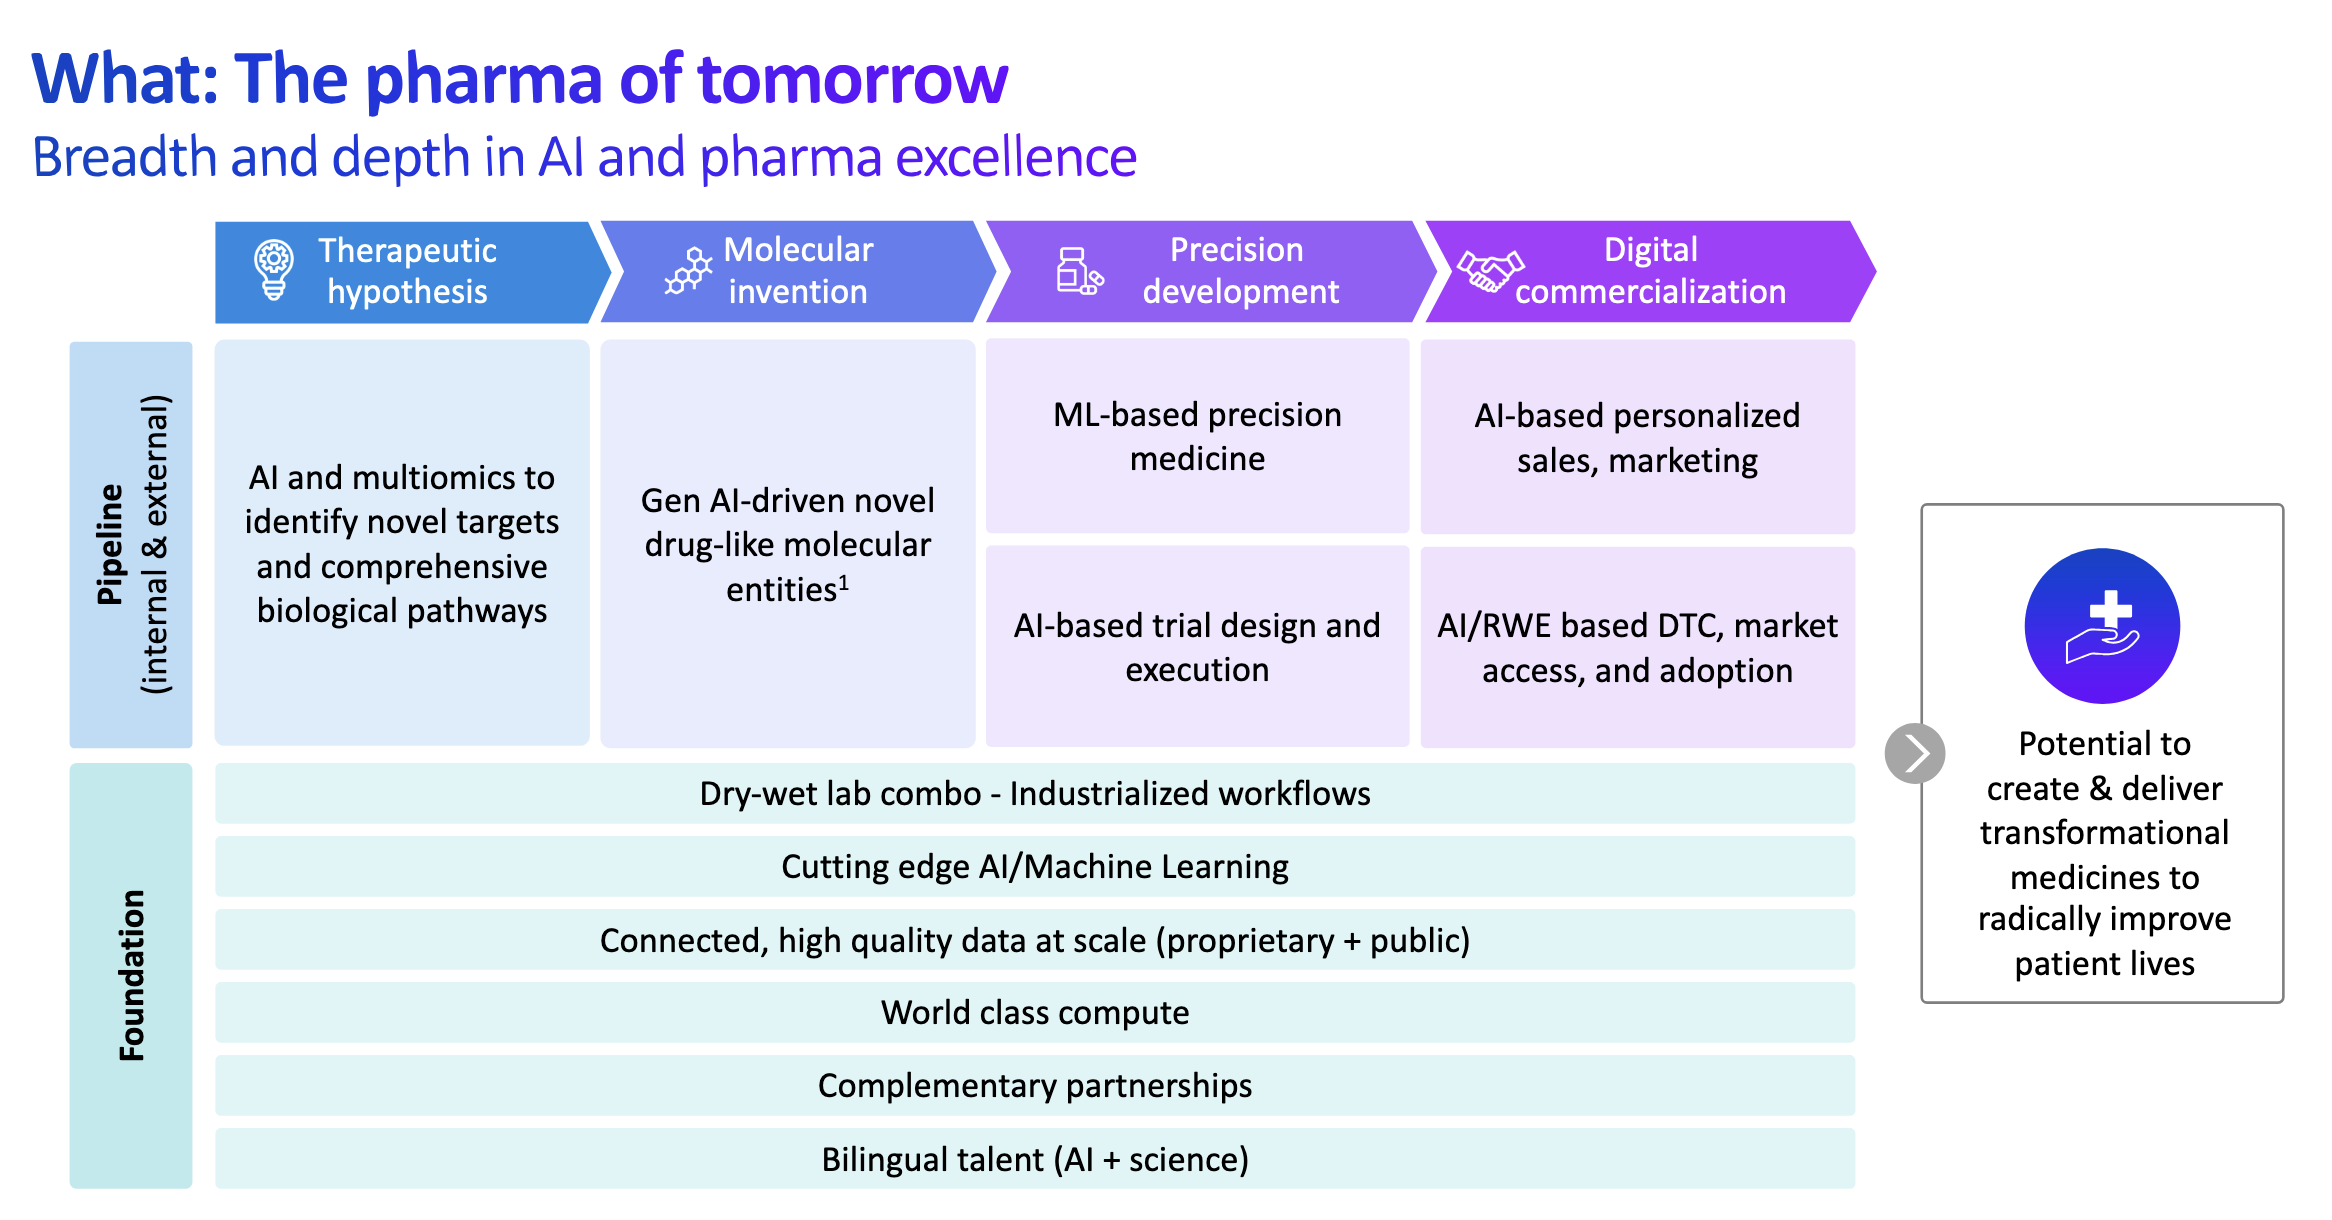 What: The pharma of tomorrow
Breadth and depth in AI and pharma excellence
Therapeutic
hypothesis
Molecular
invention
Precision
development
Digital
commercialization
Pipeline
(internal & external)
AI and multiomics to
identify novel targets
and comprehensive
biological pathways
Gen AI-driven novel
drug-like molecular
entities¹
ML-based precision
medicine
AI-based trial design and
execution
AI-based personalized
sales, marketing
AI/RWE based DTC, market
access, and adoption
Foundation
Dry-wet lab combo - Industrialized workflows
Cutting edge AI/Machine Learning
Connected, high quality data at scale (proprietary + public)
World class compute
Complementary partnerships
Bilingual talent (AI + science)
Potential to
create & deliver
transformational
medicines to
radically improve
patient lives